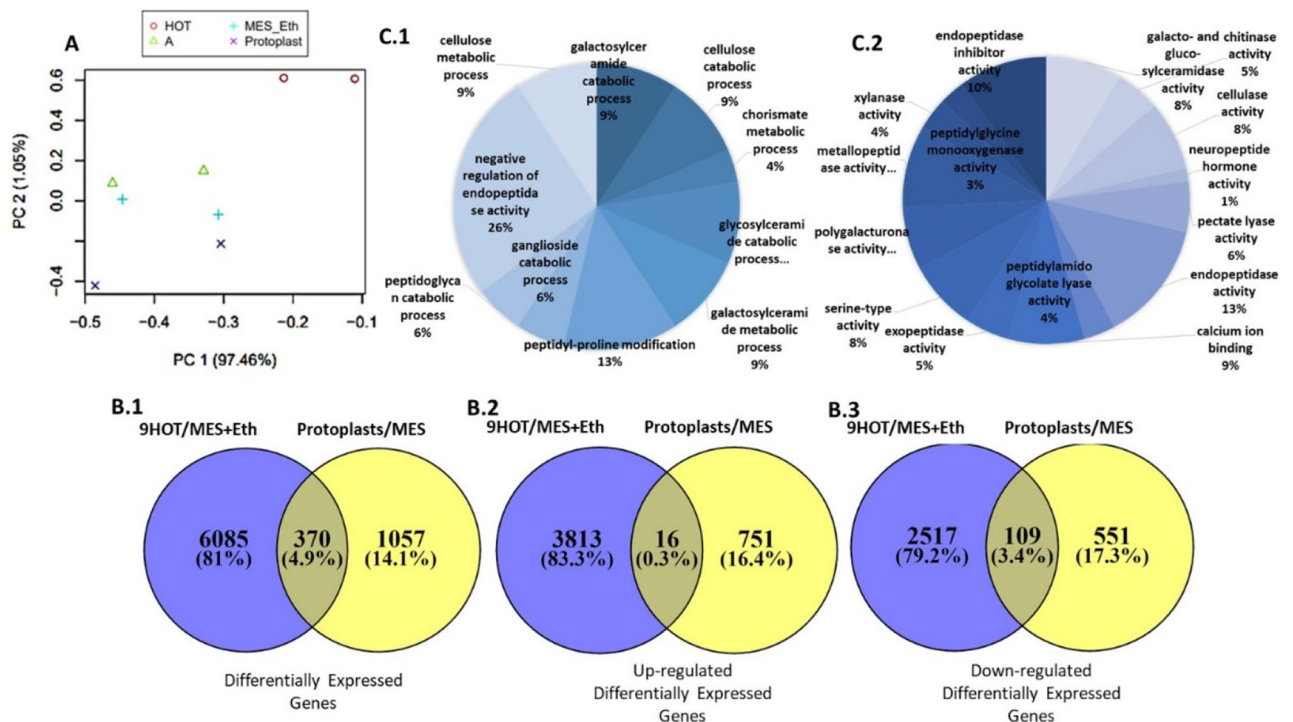 A
HOT
A
MES_Eth
Protoplast
PC 2 (1.05%)
0.6
0.4
0.2
0.0
−0.4
−0.5
−0.4
−0.3
−0.2
−0.1
PC 1 (97.46%)
C.1
cellulose
metabolic
process
9%
galactosylcer
amide
catabolic
process
9%
cellulose
catabolic
process
9%
chorismate
metabolic
process
4%
glycosylcerami
de catabolic
process...
galactosylcerami
de metabolic
process
9%
peptidyl-proline modification
13%
ganglioside
catabolic
process
6%
peptidoglyca
n catabolic
process
6%
negative
regulation of
endopeptida
se activity
26%
C.2
endopeptidase
inhibitor
activity
10%
galacto- and
gluco-
sylceramidase
activity
8%
chitinase
activity
5%
cellulase
activity
8%
neuropeptide
hormone activity
1%
pectate lyase
activity
6%
endopeptidase
activity
13%
calcium ion
binding
9%
peptidylamido
glycolate lyase
activity
4%
exopeptidase
activity
5%
serine-type
activity
8%
polygalacturona
se activity...
metallopeptid
ase activity...
peptidylglycine
monooxygenase
activity
3%
xylanase
activity
4%
B.1
9HOT/MES+Eth
Protoplasts/MES
6085
(81%)
370
(4.9%)
1057
(14.1%)
Differentially Expressed
Genes
B.2
9HOT/MES+Eth
Protoplasts/MES
3813
(83.3%)
16
(0.3%)
751
(16.4%)
Up-regulated
Differentially Expressed
Genes
B.3
9HOT/MES+Eth
Protoplasts/MES
2517
(79.2%)
109
(3.4%)
551
(17.3%)
Down-regulated
Differentially Expressed
Genes